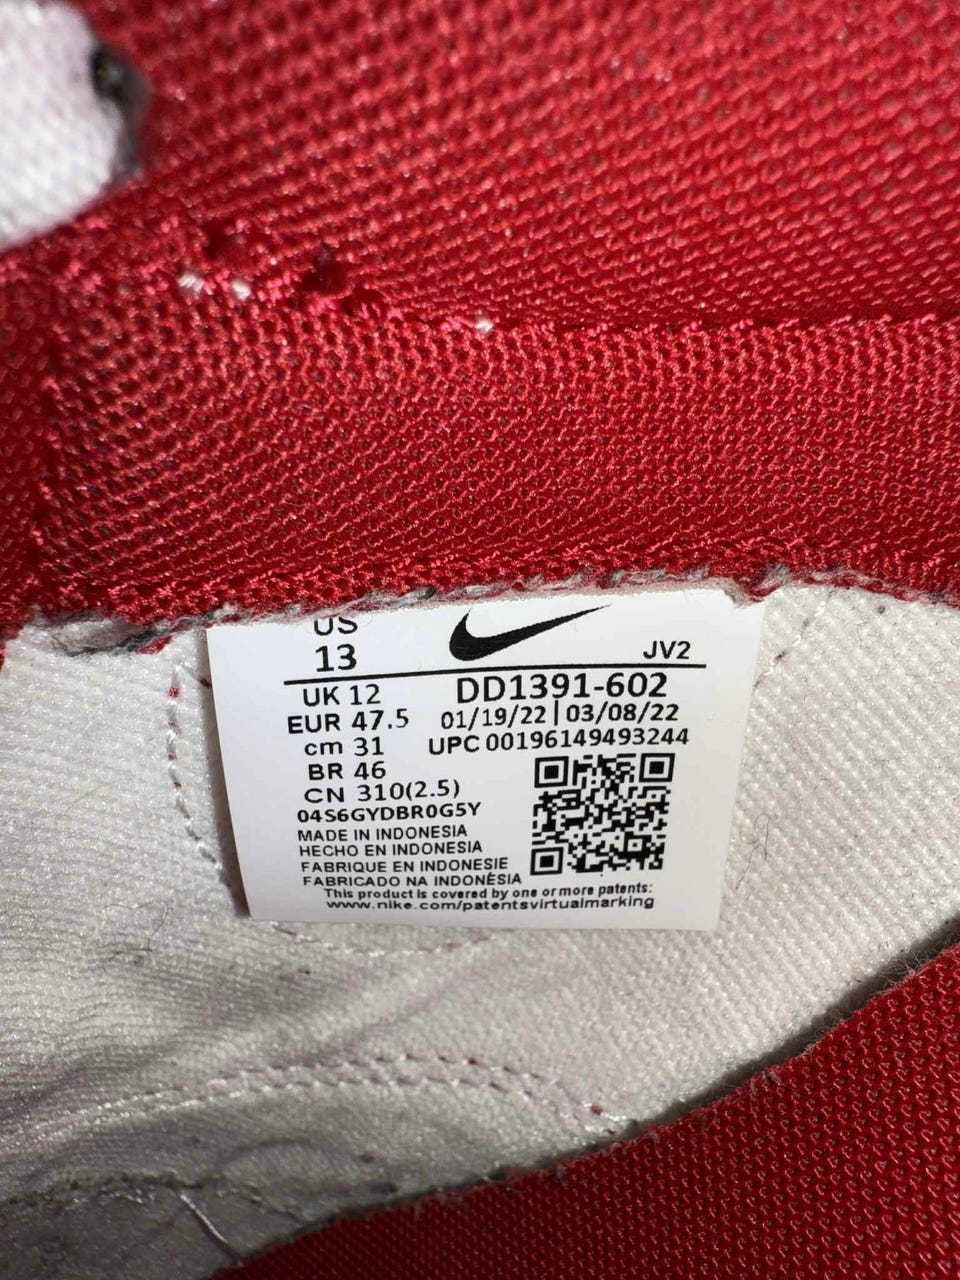 US
13
JV2
UK 12
DD1391-602
EUR 47.5
01/19/22 | 03/08/22
cm 31
UPC 00196149493244
BR 46
CN 310(2.5)
04S6GYDBR0G5Y
MADE IN INDONESIA
HECHO EN INDONESIA
FABRIQUE EN INDONESIE
FABRICADO NA INDONÉSIA
This product is covered by one or more patents:
www.nike.com/patentsvirtualmarking